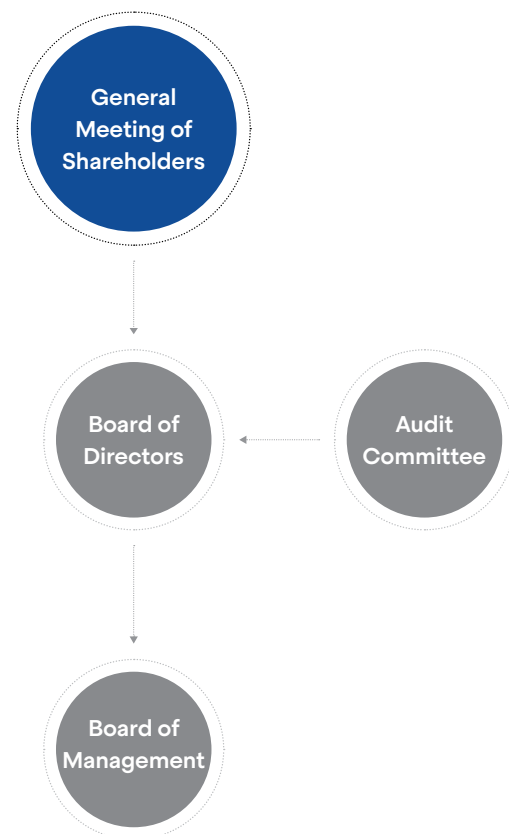 General
Meeting of
Shareholders
Board of
Directors
Audit
Committee
Board of
Management